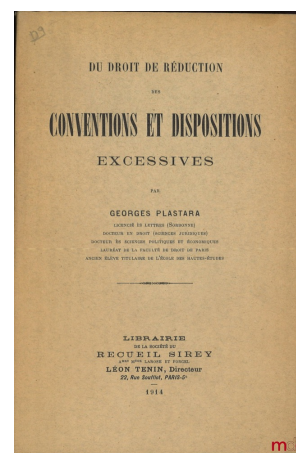 DU DROIT DE RÉDUCTION
DES
CONVENTIONS ET DISPOSITIONS
EXCESSIVES
PAR
GEORGES PLASTARA
LICENCIÉ ÈS LETTRES (SORBONNE)
DOCTEUR EN DROIT (SCIENCES JURIDIQUES)
DOCTEUR ÈS SCIENCES POLITIQUES ET ÉCONOMIQUES
LAURÉAT DE LA FACULTÉ DE DROIT DE PARIS
ANCIEN ÉLÈVE TITULAIRE DE L'ÉCOLE DES HAUTES-ÉTUDES
LIBRAIRIE
DE LA SOCIÉTÉ DU
RECUEIL SIREY
LAROSE ET FORCEL
LÉON TENIN, Directeur
22, Rue Soufflot, PARIS-5e
1914